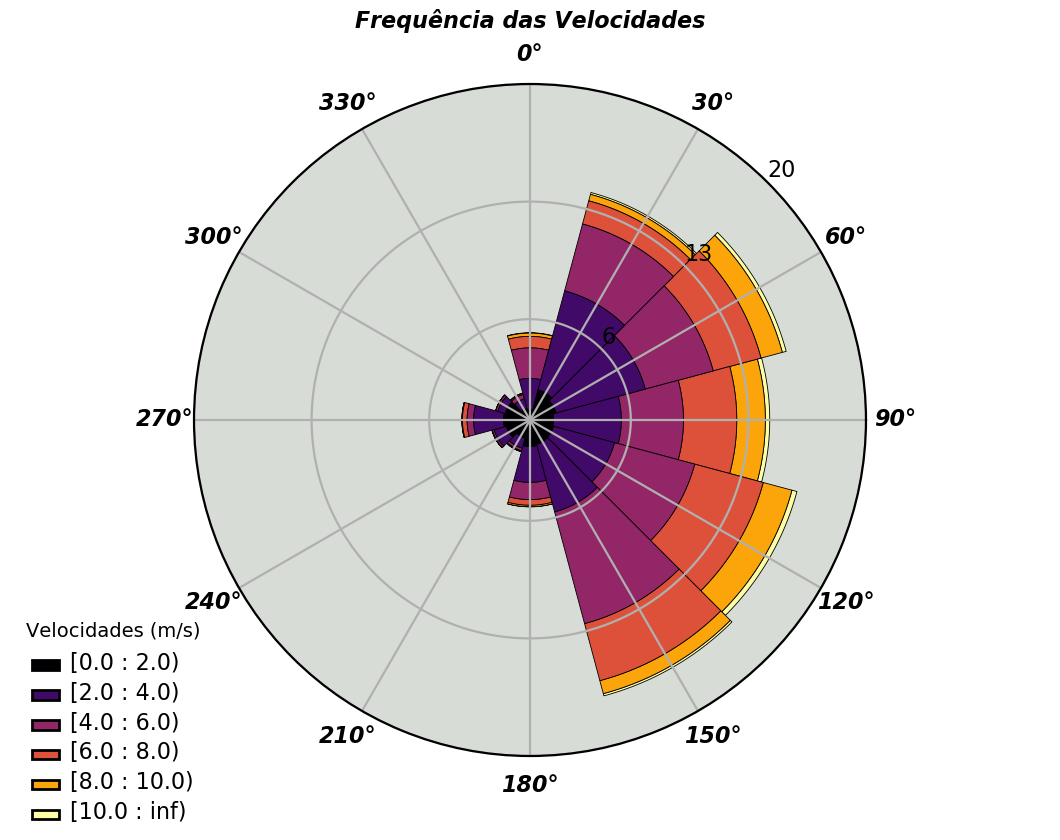 Frequência das Velocidades
0°
330°
30°
20
300°
60°
13
6
270°
90°
240°
120°
210°
150°
180°
Velocidades (m/s)
[0.0 : 2.0)
[2.0 : 4.0)
[4.0 : 6.0)
[6.0 : 8.0)
[8.0 : 10.0)
[10.0 : inf)